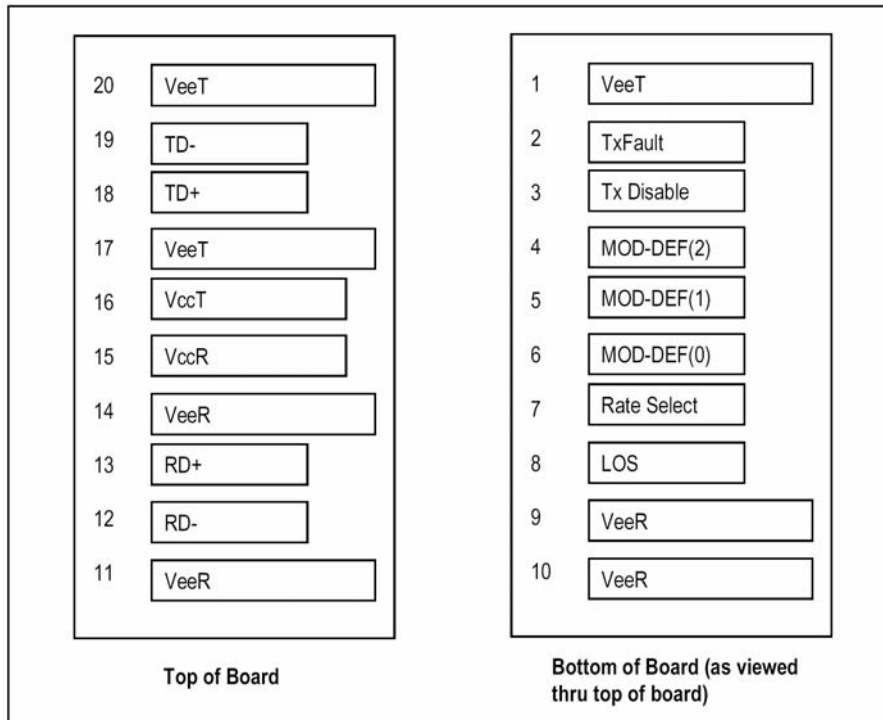 20 VeeT
19 TD-
18 TD+
17 VeeT
16 VccT
15 VccR
14 VeeR
13 RD+
12 RD-
11 VeeR
Top of Board
1 VeeT
2 TxFault
3 Tx Disable
4 MOD-DEF(2)
5 MOD-DEF(1)
6 MOD-DEF(0)
7 Rate Select
8 LOS
9 VeeR
10 VeeR
Bottom of Board (as viewed
thru top of board)